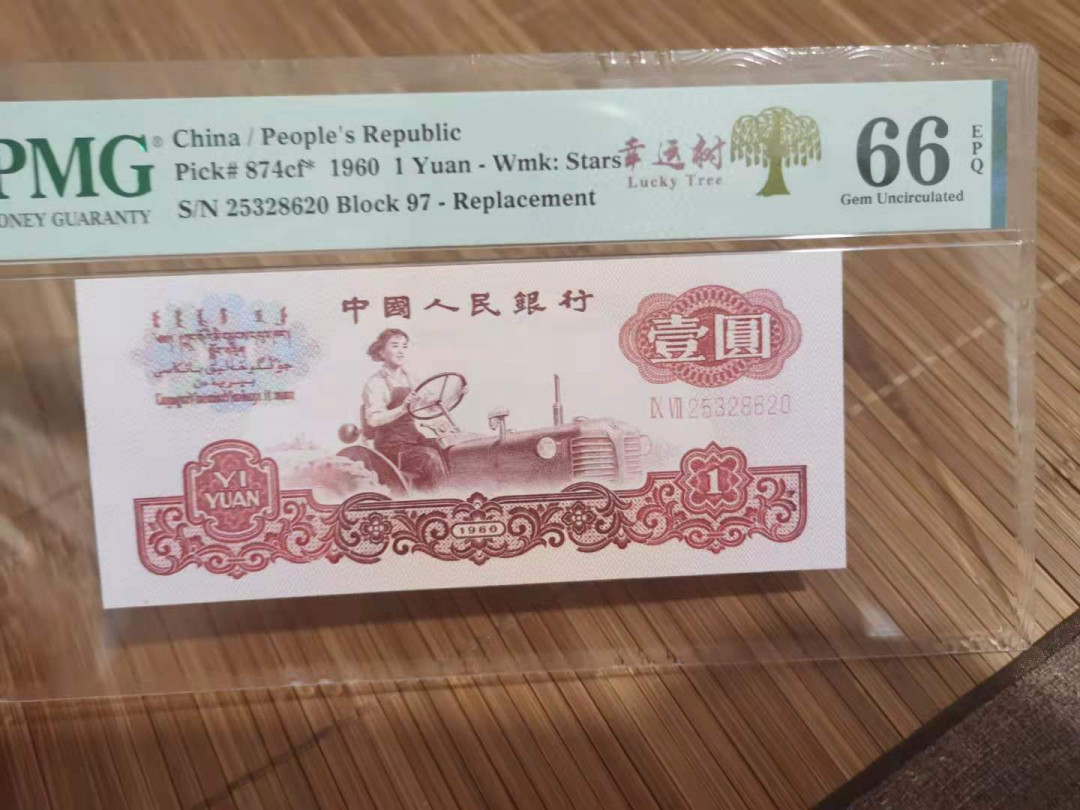 PMG®
MONEY GUARANTY
China / People's Republic
Pick# 874cf* 1960 1 Yuan - Wmk: Stars
S/N 25328620 Block 97 - Replacement
幸运树
Lucky Tree
66
EPQ
Gem Uncirculated
中國人民銀行
壹圓
IX VII 25328620
YI
YUAN
1960
1